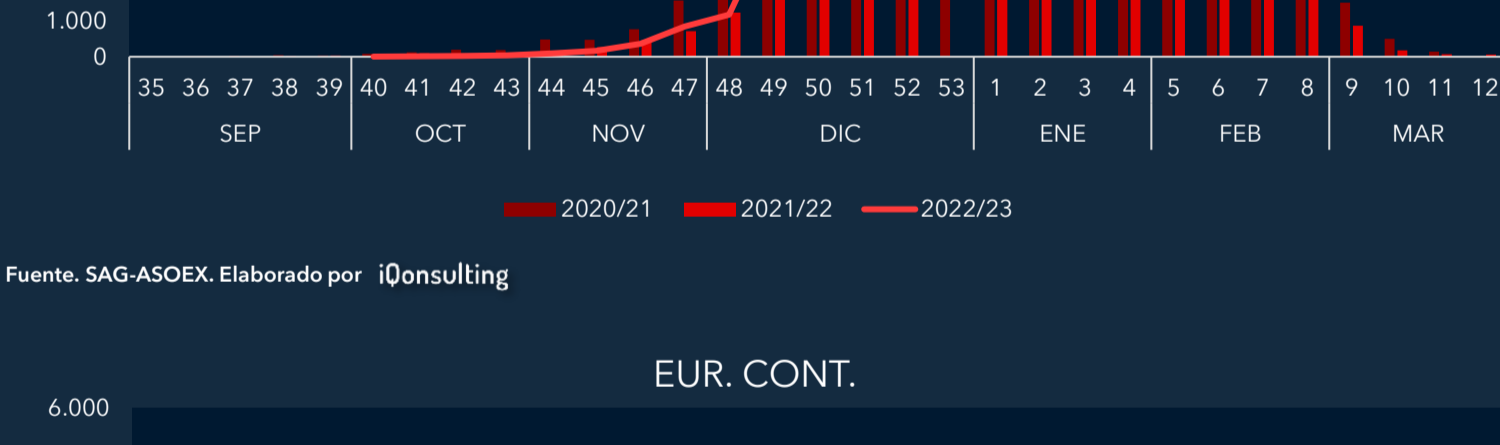 1.000
0
35 36 37 38 39 40 41 42 43 44 45 46 47 48 49 50 51 52 53 1 2 3 4 5 6 7 8 9 10 11 12
SEP OCT NOV DIC ENE FEB MAR
2020/21 2021/22 2022/23
Fuente. SAG-ASOEX. Elaborado por iQonsulting
EUR. CONT.
6.000